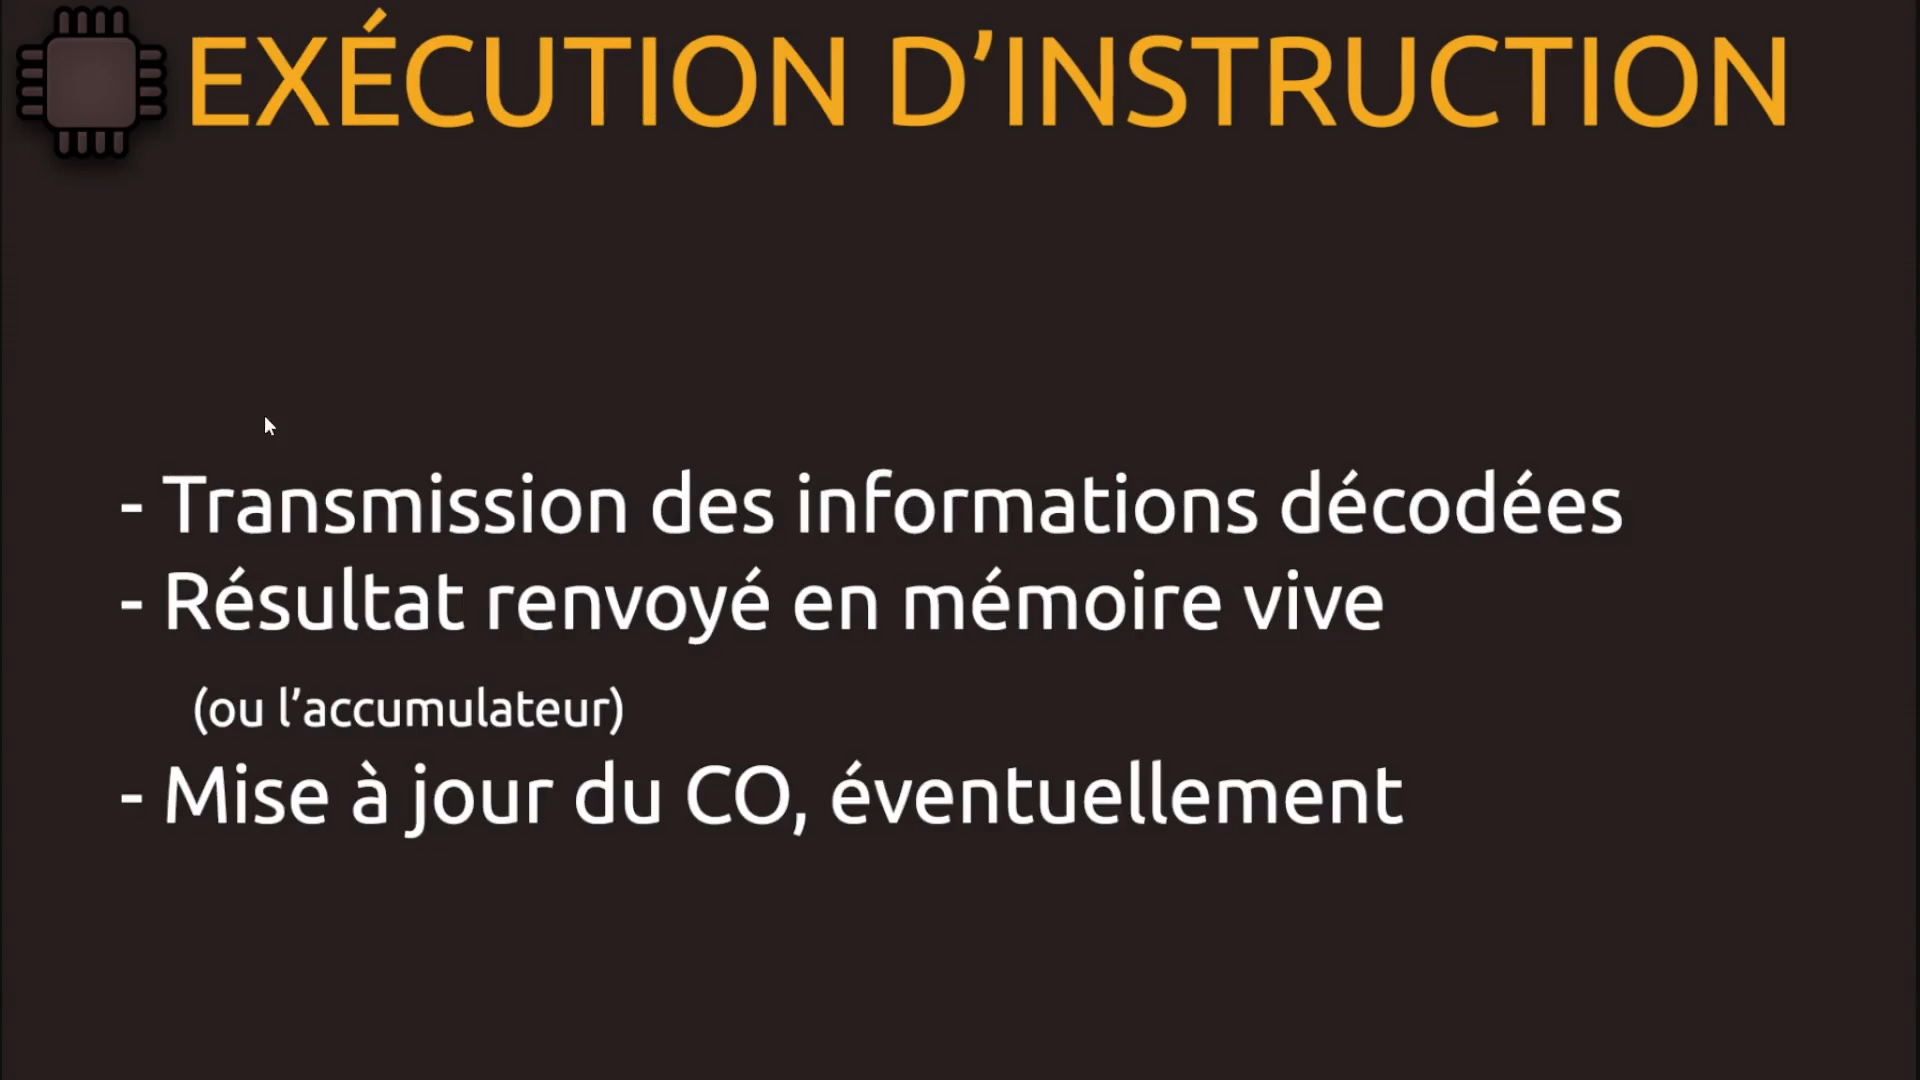 EXÉCUTION D’INSTRUCTION
- Transmission des informations décodées
- Résultat renvoyé en mémoire vive
(ou l’accumulateur)
- Mise à jour du CO, éventuellement